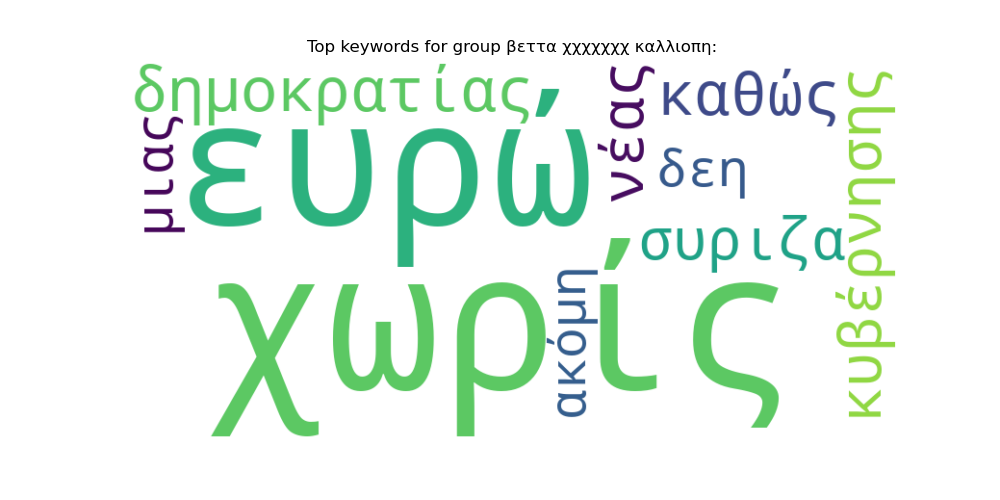 Top keywords for group βεττα χχχχχχχ καλλιοπη:
δημοκρατίας
νέας
καθώς
κυβέρνησης
μιας
ευρώ
δεη
συριζα
χωρίς
ακόμη